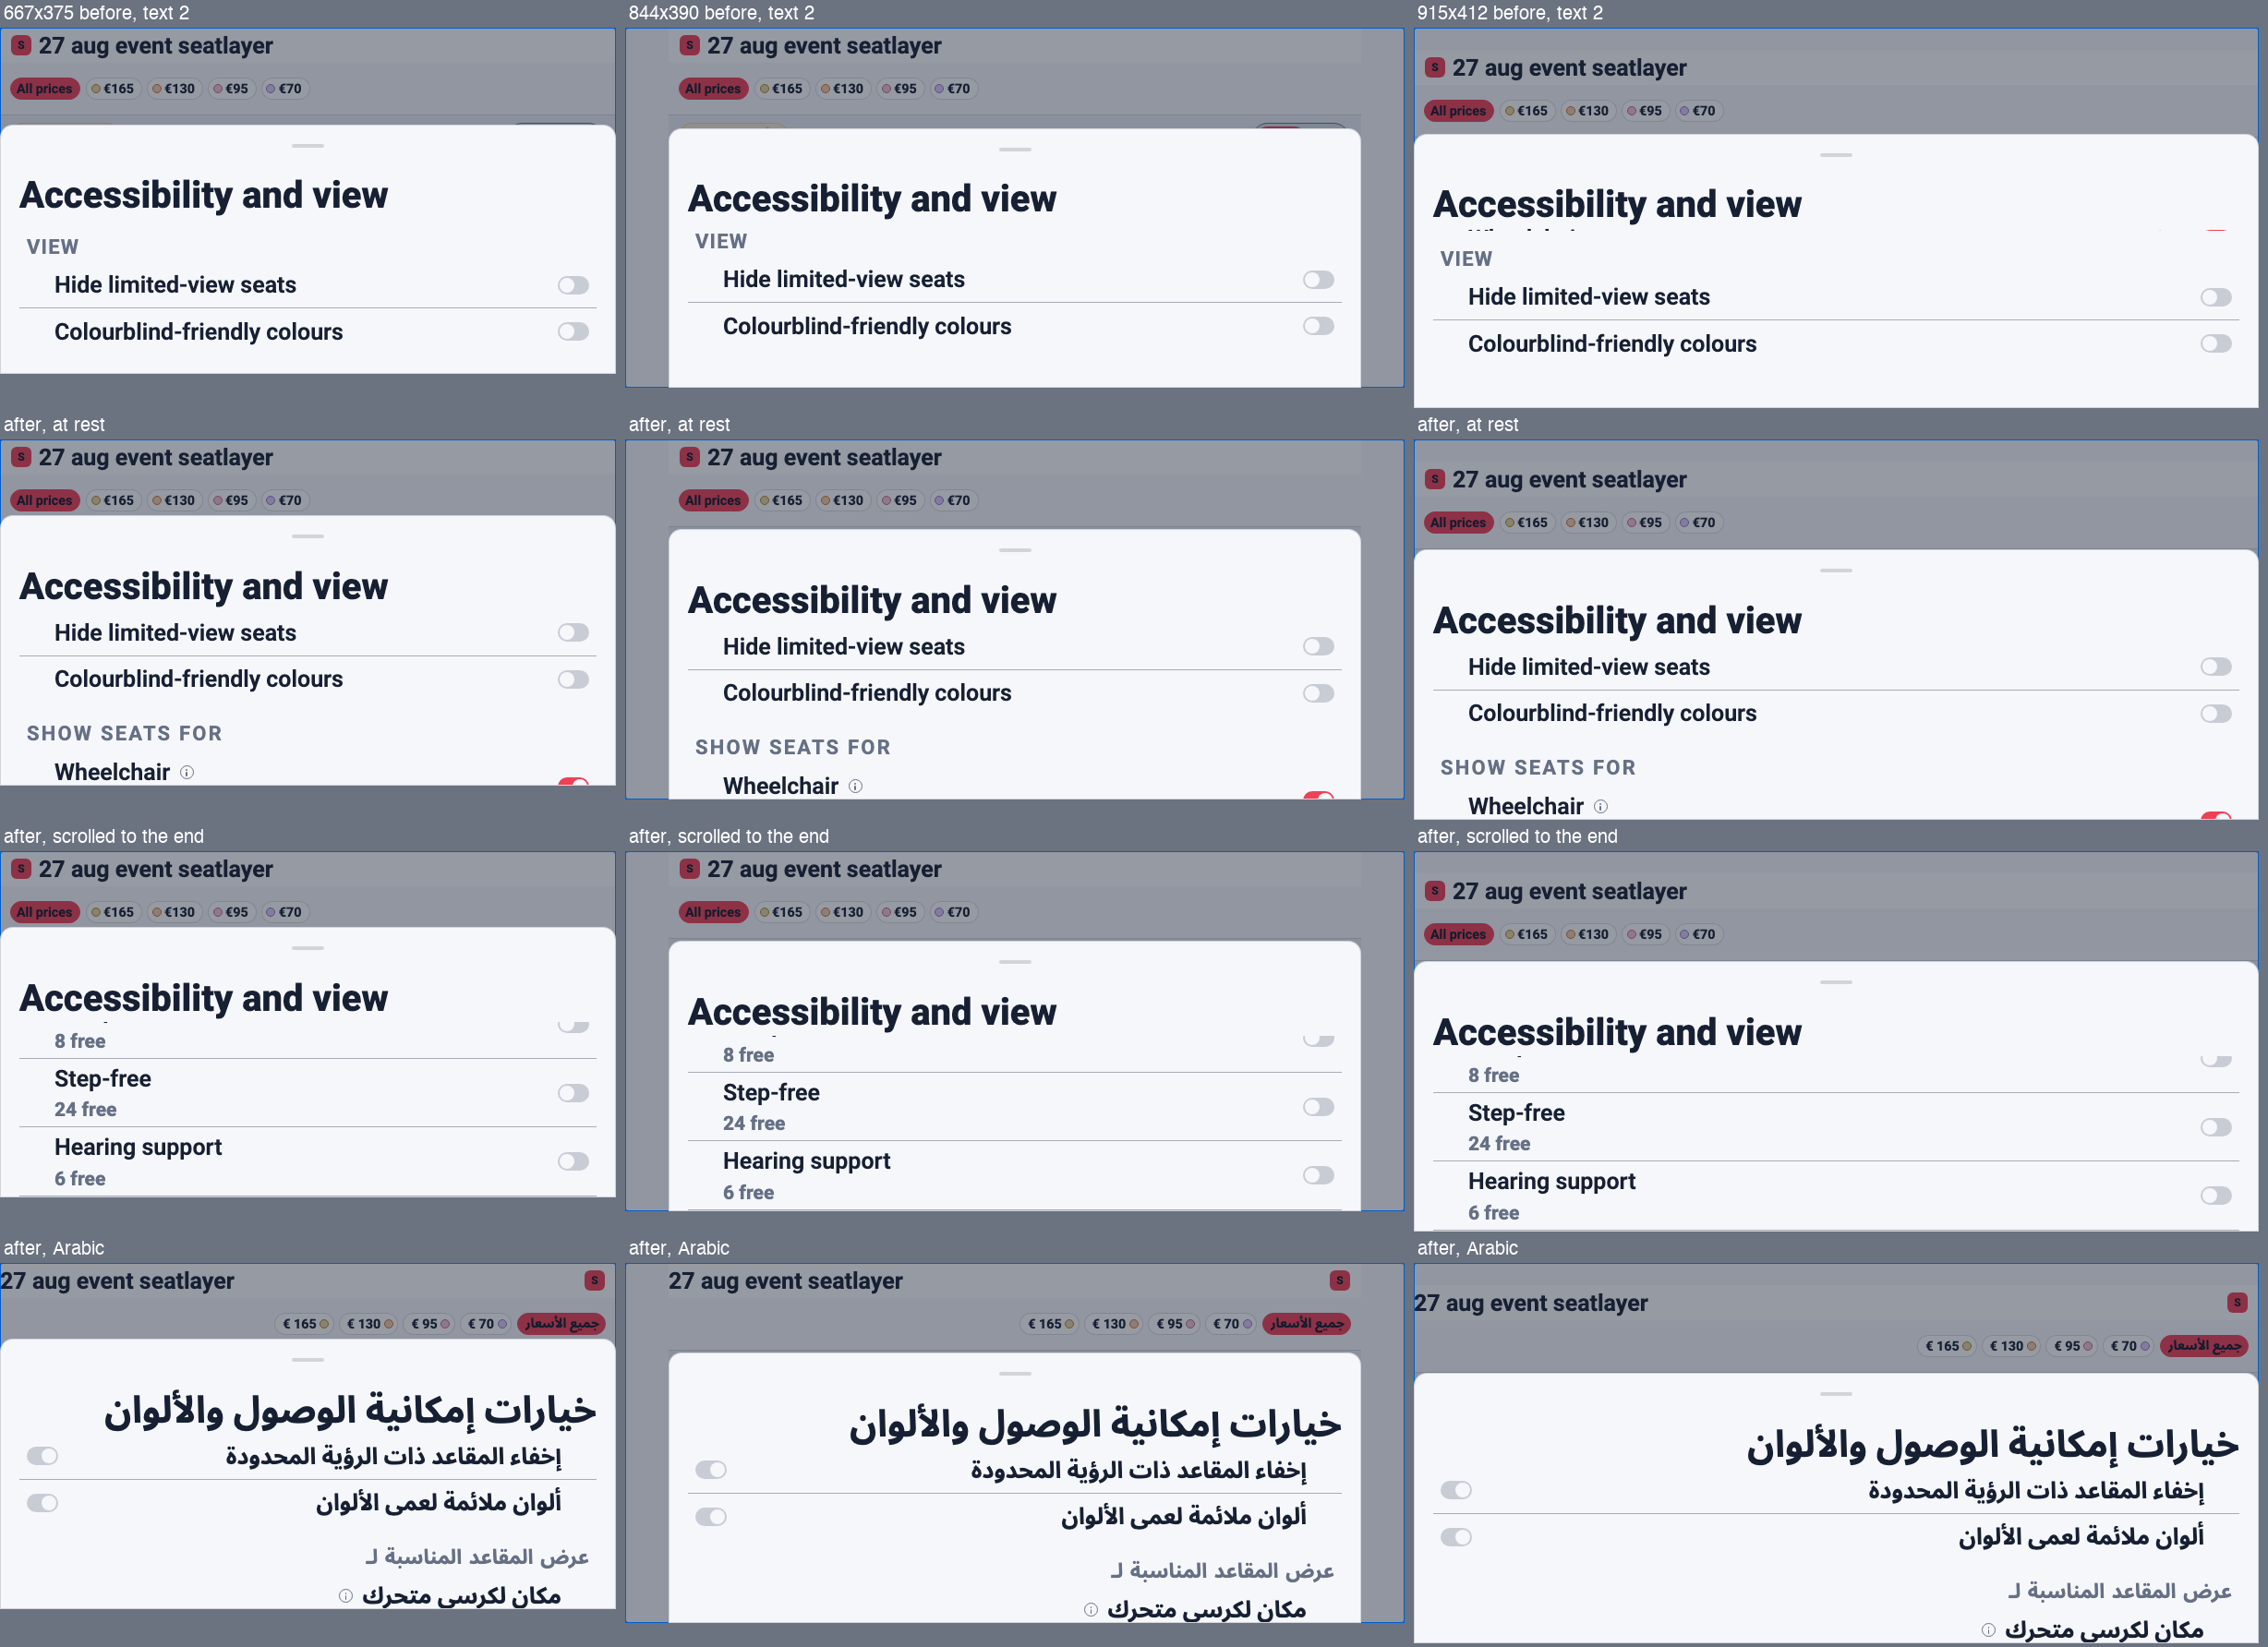 667x375 before, text 2
S 27 aug event seatlayer
All prices €165 €130 €95 €70
Accessibility and view
VIEW
Hide limited-view seats
Colourblind-friendly colours
844x390 before, text 2
S 27 aug event seatlayer
All prices €165 €130 €95 €70
Accessibility and view
VIEW
Hide limited-view seats
Colourblind-friendly colours
915x412 before, text 2
S 27 aug event seatlayer
All prices €165 €130 €95 €70
Accessibility and view
VIEW
Hide limited-view seats
Colourblind-friendly colours
after, at rest
S 27 aug event seatlayer
All prices €165 €130 €95 €70
Accessibility and view
Hide limited-view seats
Colourblind-friendly colours
SHOW SEATS FOR
Wheelchair
after, at rest
S 27 aug event seatlayer
All prices €165 €130 €95 €70
Accessibility and view
Hide limited-view seats
Colourblind-friendly colours
SHOW SEATS FOR
Wheelchair
after, at rest
S 27 aug event seatlayer
All prices €165 €130 €95 €70
Accessibility and view
Hide limited-view seats
Colourblind-friendly colours
SHOW SEATS FOR
Wheelchair
after, scrolled to the end
S 27 aug event seatlayer
All prices €165 €130 €95 €70
Accessibility and view
8 free
Step-free
24 free
Hearing support
6 free
after, scrolled to the end
S 27 aug event seatlayer
All prices €165 €130 €95 €70
Accessibility and view
8 free
Step-free
24 free
Hearing support
6 free
after, scrolled to the end
S 27 aug event seatlayer
All prices €165 €130 €95 €70
Accessibility and view
8 free
Step-free
24 free
Hearing support
6 free
after, Arabic
27 aug event seatlayer S
جميع الأسعار € 70 € 95 € 130 € 165
خيارات إمكانية الوصول والألوان
إخفاء المقاعد ذات الرؤية المحدودة
ألوان ملائمة لعمى الألوان
عرض المقاعد المناسبة لـ
مكان لكرسي متحرك
after, Arabic
27 aug event seatlayer S
جميع الأسعار € 70 € 95 € 130 € 165
خيارات إمكانية الوصول والألوان
إخفاء المقاعد ذات الرؤية المحدودة
ألوان ملائمة لعمى الألوان
عرض المقاعد المناسبة لـ
مكان لكرسي متحرك
after, Arabic
27 aug event seatlayer S
جميع الأسعار € 70 € 95 € 130 € 165
خيارات إمكانية الوصول والألوان
إخفاء المقاعد ذات الرؤية المحدودة
ألوان ملائمة لعمى الألوان
عرض المقاعد المناسبة لـ
مكان لكرسي متحرك